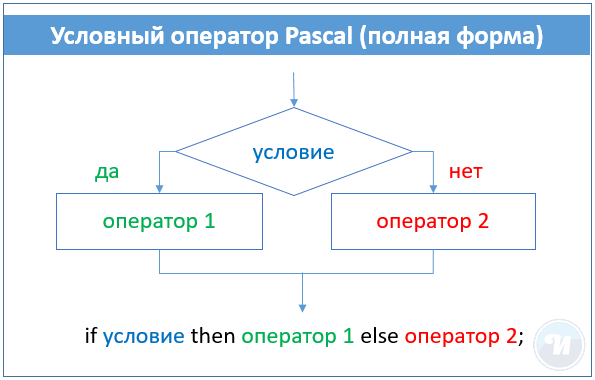 Условный оператор Pascal (полная форма)
условие
да
нет
оператор 1
оператор 2
if условие then оператор 1 else оператор 2;
И